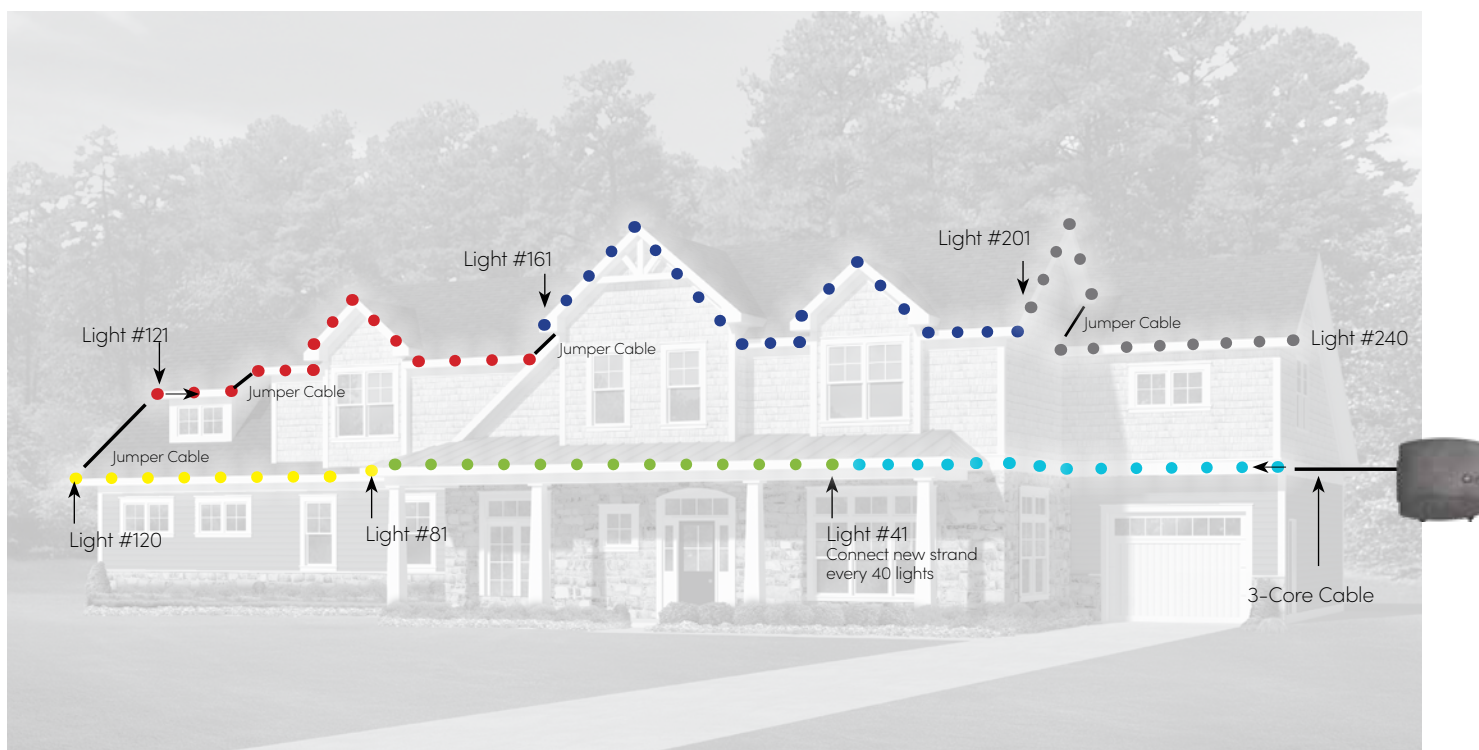 Light #201
Light #161
Light #121
Jumper Cable
Light #240
Jumper Cable
Jumper Cable
Jumper Cable
Light #120
Light #81
Light #41
Connect new strand
every 40 lights
3-Core Cable